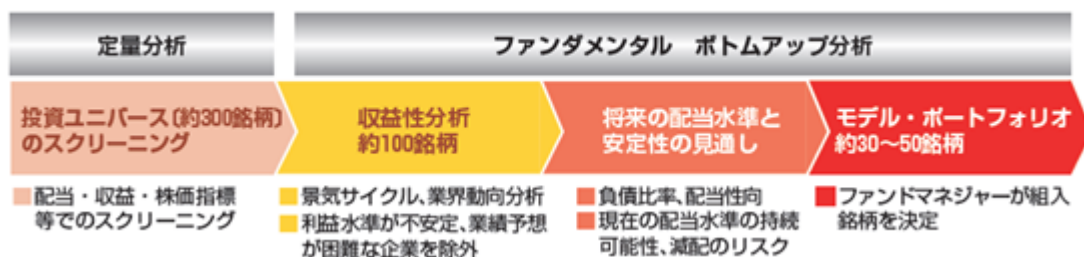 定量分析
ファンダメンタル ボトムアップ分析
投資ユニバース(約300銘柄)
のスクリーニング
収益性分析
約100銘柄
将来の配当水準と
安定性の見通し
モデル・ポートフォリオ
約30〜50銘柄
配当・収益・株価指標
等でのスクリーニング
景気サイクル、業界動向分析
利益水準が不安定、業績予想
が困難な企業を除外
負債比率、配当性向
現在の配当水準の持続
可能性、減配のリスク
ファンドマネジャーが組入
銘柄を決定